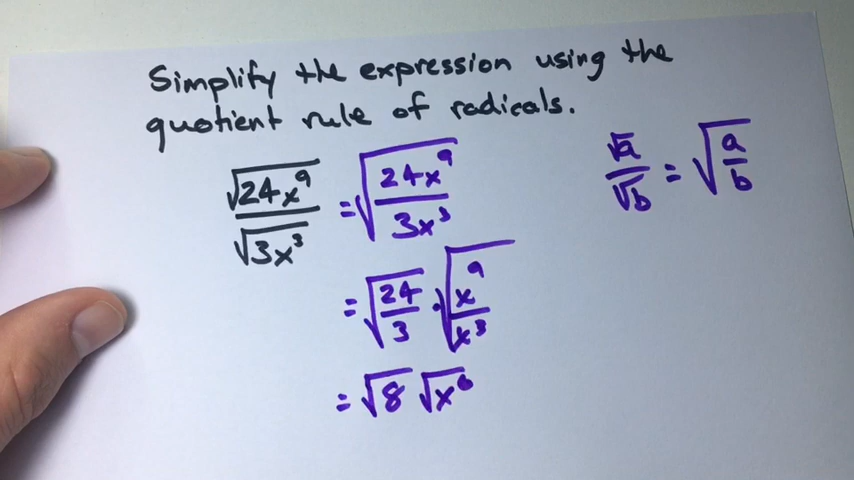 Simplify the expression using the
quotient rule of radicals.
√24x⁹/√3x³ = √(24x⁹/3x³)
√a/√b = √(a/b)
= √(24/3) · √(x⁹/x³)
= √8 √x⁶